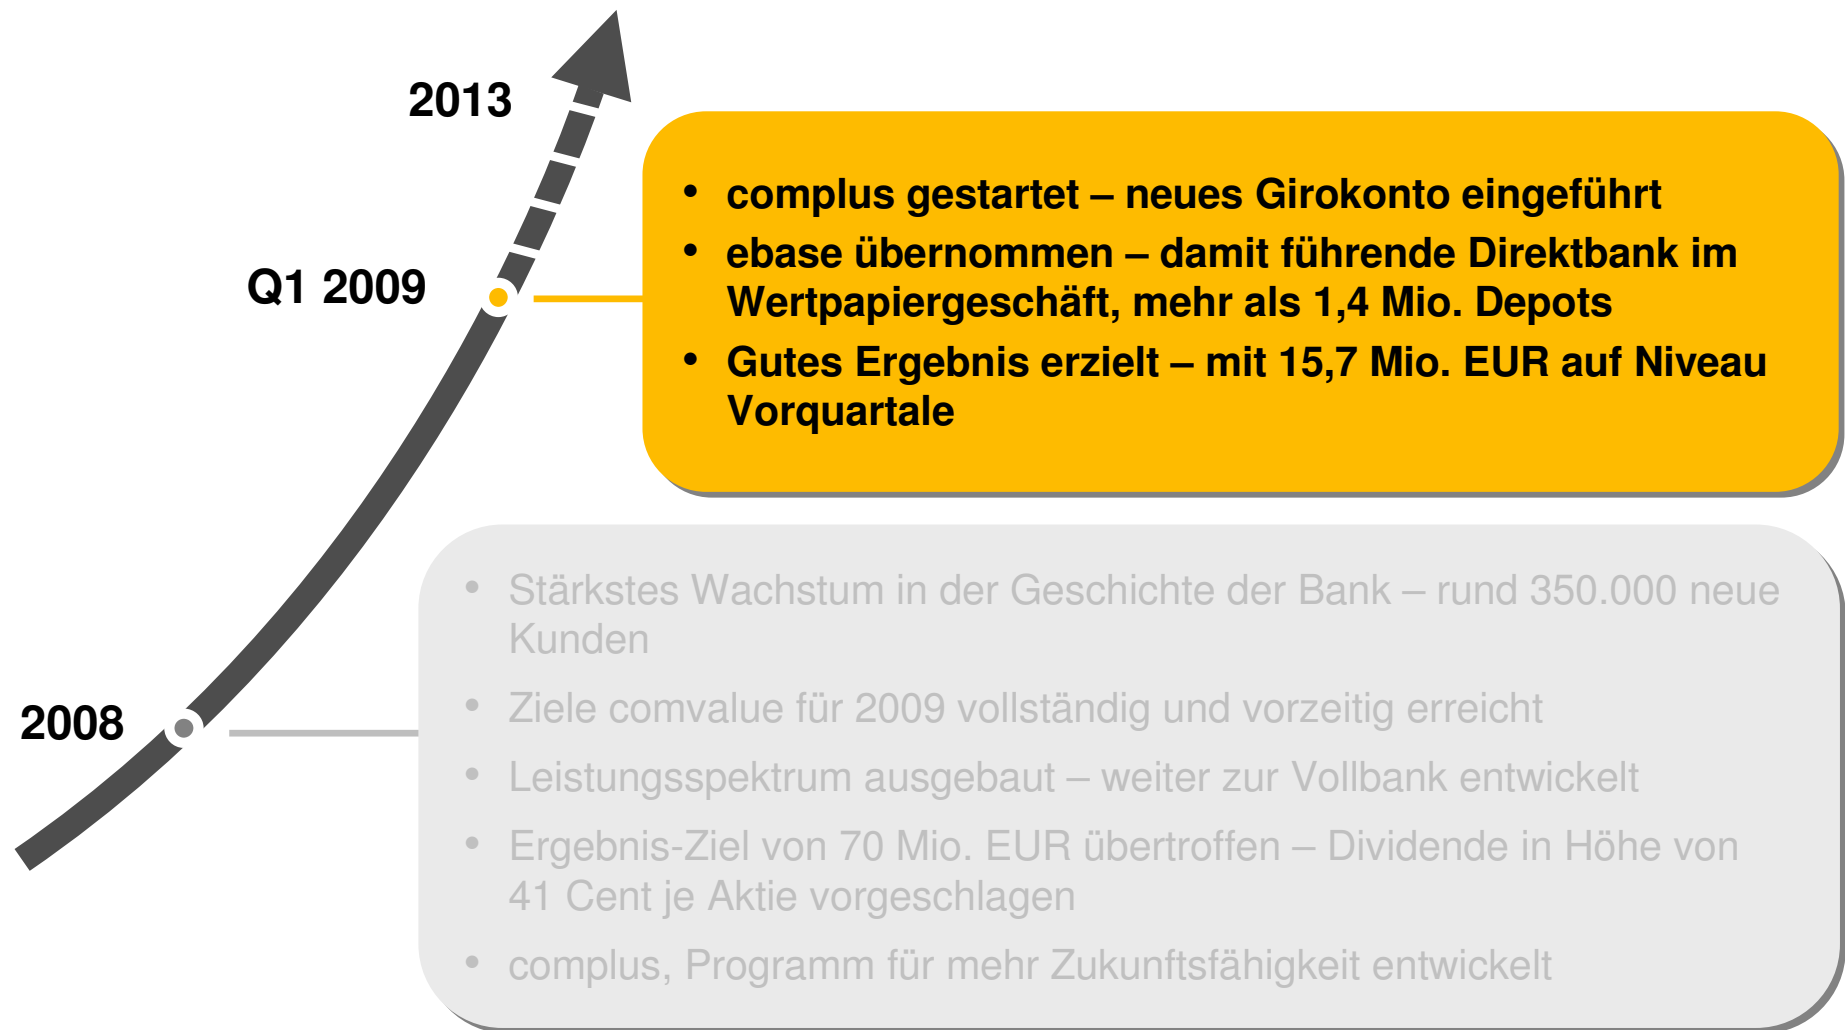 2013
• complus gestartet – neues Girokonto eingeführt
• ebase übernommen – damit führende Direktbank im
Wertpapiergeschäft, mehr als 1,4 Mio. Depots
• Gutes Ergebnis erzielt – mit 15,7 Mio. EUR auf Niveau
Vorquartale
Q1 2009
• Stärkstes Wachstum in der Geschichte der Bank – rund 350.000 neue
Kunden
• Ziele comvalue für 2009 vollständig und vorzeitig erreicht
• Leistungsspektrum ausgebaut – weiter zur Vollbank entwickelt
• Ergebnis-Ziel von 70 Mio. EUR übertroffen – Dividende in Höhe von
41 Cent je Aktie vorgeschlagen
• complus, Programm für mehr Zukunftsfähigkeit entwickelt
2008